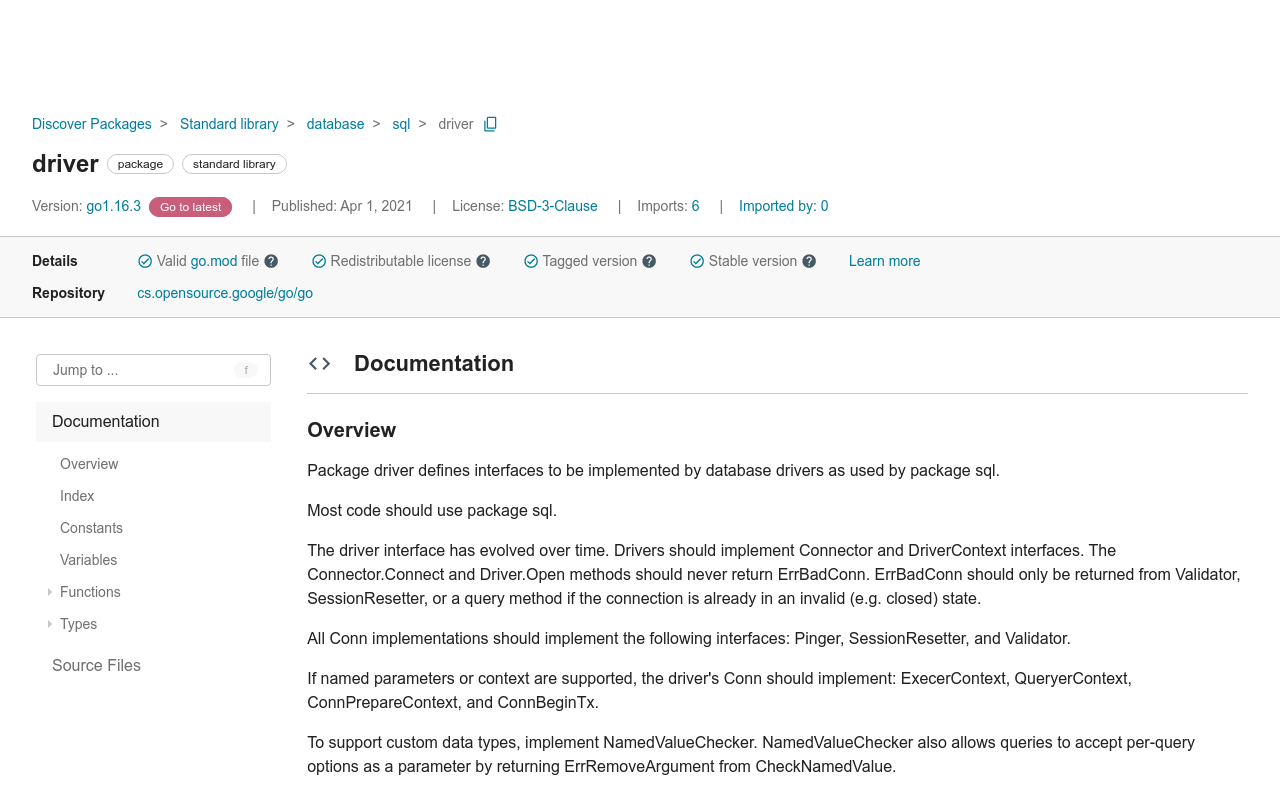 Discover Packages > Standard library > database > sql > driver
driver package standard library
Version: go1.16.3 Go to latest | Published: Apr 1, 2021 | License: BSD-3-Clause | Imports: 6 | Imported by: 0
Details Valid go.mod file ? Redistributable license ? Tagged version ? Stable version ? Learn more
Repository cs.opensource.google/go/go
Jump to ... f
Documentation
Overview
Index
Constants
Variables
Functions
Types
Source Files
<> Documentation
Overview
Package driver defines interfaces to be implemented by database drivers as used by package sql.
Most code should use package sql.
The driver interface has evolved over time. Drivers should implement Connector and DriverContext interfaces. The
Connector.Connect and Driver.Open methods should never return ErrBadConn. ErrBadConn should only be returned from Validator,
SessionResetter, or a query method if the connection is already in an invalid (e.g. closed) state.
All Conn implementations should implement the following interfaces: Pinger, SessionResetter, and Validator.
If named parameters or context are supported, the driver's Conn should implement: ExecerContext, QueryerContext,
ConnPrepareContext, and ConnBeginTx.
To support custom data types, implement NamedValueChecker. NamedValueChecker also allows queries to accept per-query
options as a parameter by returning ErrRemoveArgument from CheckNamedValue.